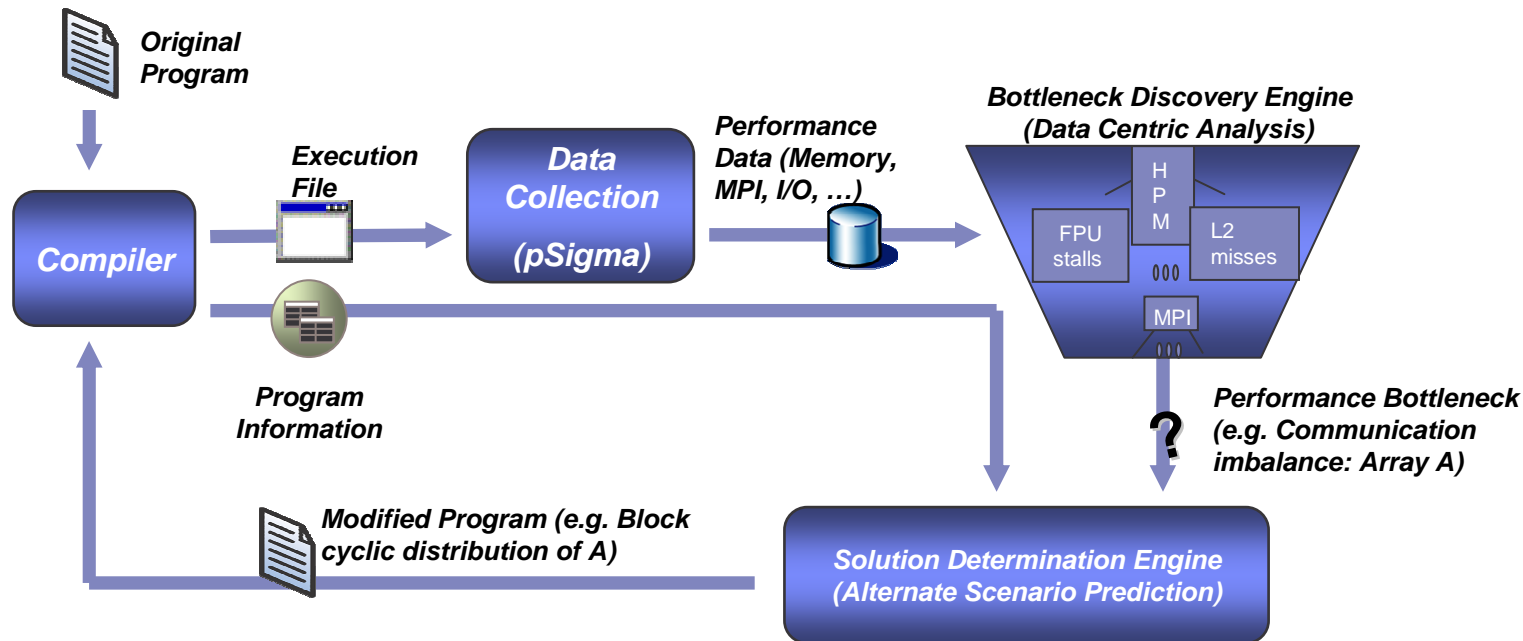 Original
Program
Bottleneck Discovery Engine
(Data Centric Analysis)
Performance
Data (Memory,
MPI, I/O, …)
Execution
File
Data
Collection
(pSigma)
H
P
M
FPU
stalls
L2
misses
MPI
Compiler
Program
Information
Performance Bottleneck
(e.g. Communication
imbalance: Array A)
?
Modified Program (e.g. Block
cyclic distribution of A)
Solution Determination Engine
(Alternate Scenario Prediction)